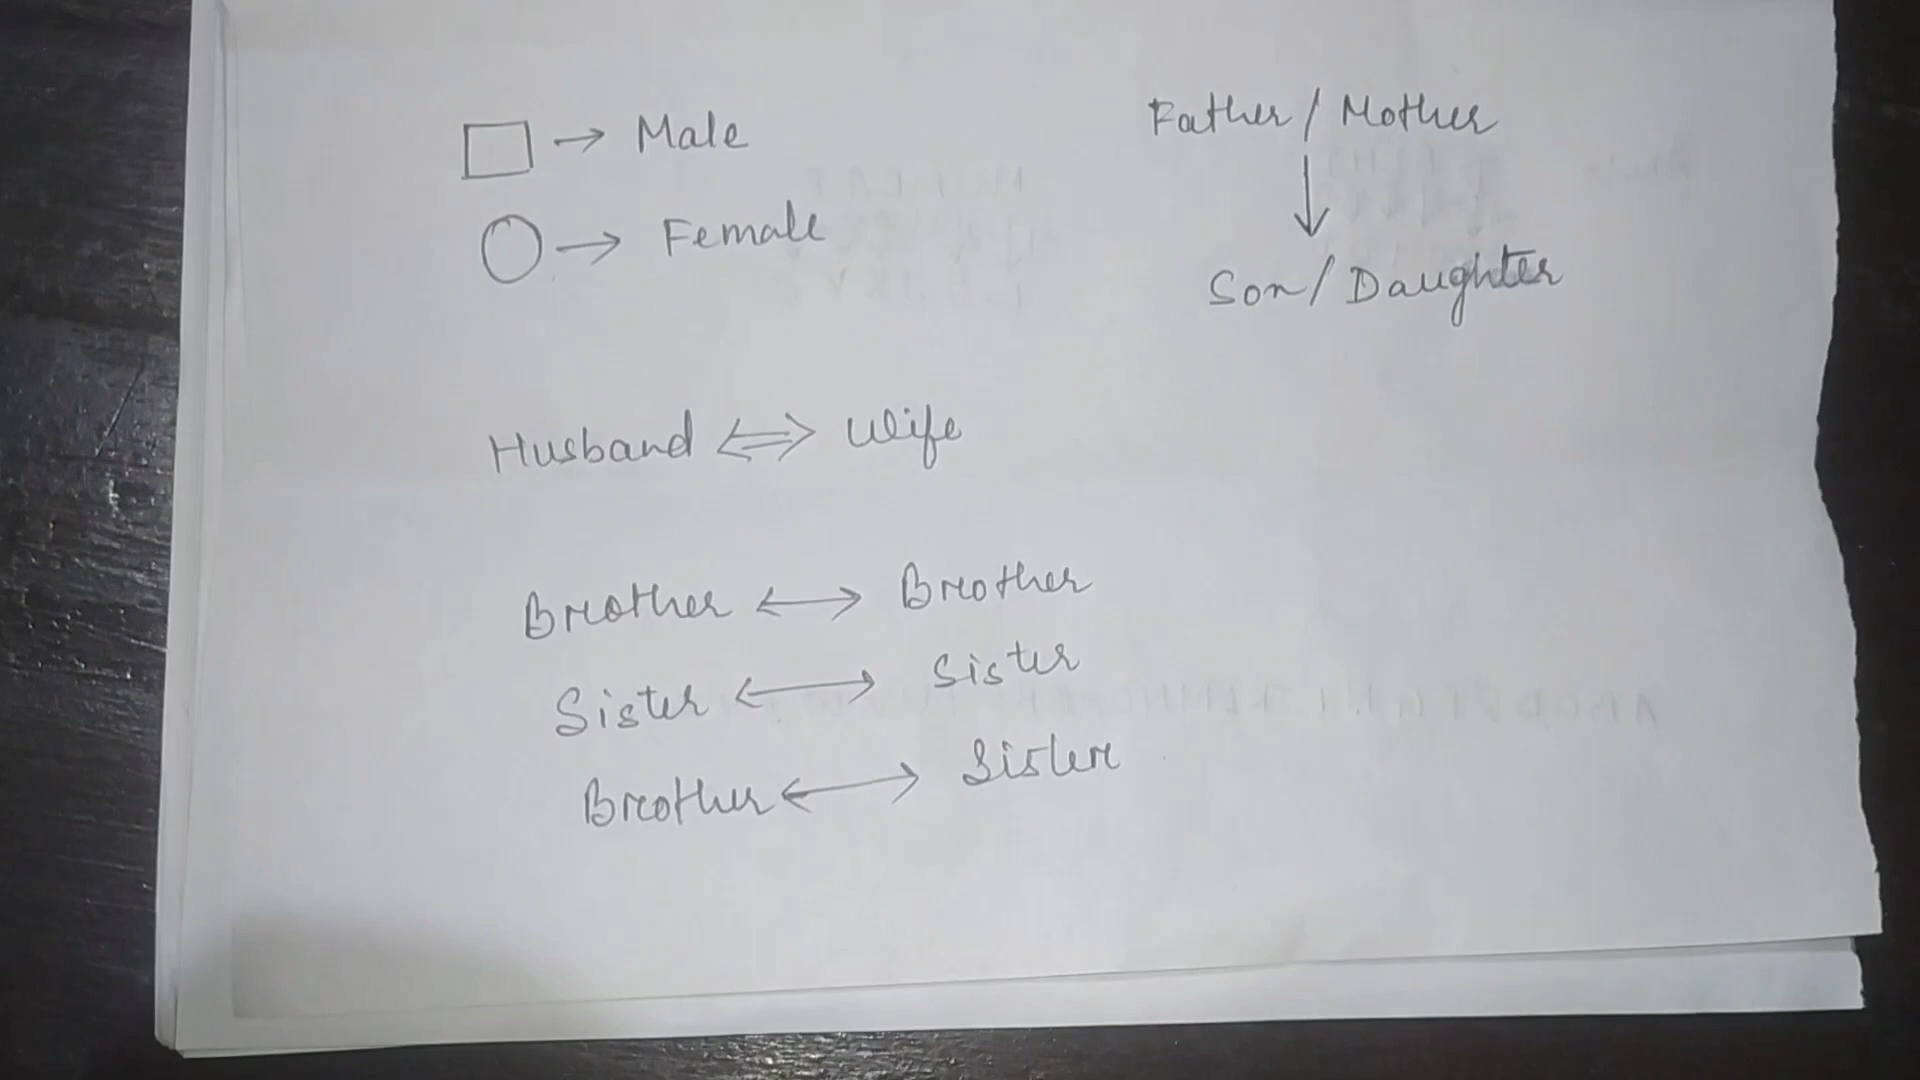 □ → Male
○ → Female
Father / Mother
↓
Son / Daughter
Husband ⇔ Wife
Brother ↔ Brother
Sister ↔ Sister
Brother ↔ Sister